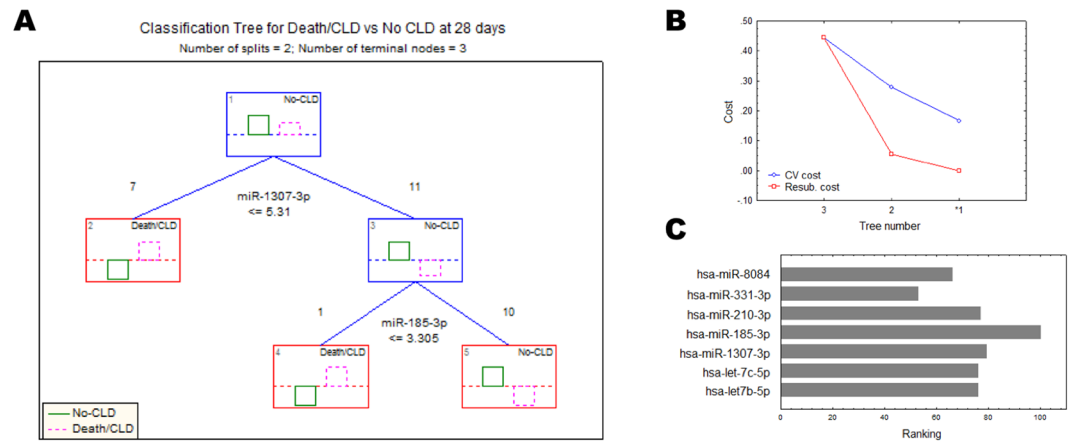 A
Classification Tree for Death/CLD vs No CLD at 28 days
Number of splits = 2; Number of terminal nodes = 3
1 No-CLD
7
11
miR-1307-3p
<= 5.31
2 Death/CLD
3 No-CLD
1
10
miR-185-3p
<= 3.305
4 Death/CLD
5 No-CLD
No-CLD
Death/CLD
B
.50
.40
.30
.20
.10
.00
-.10
Cost
CV cost
Resub. cost
3 2 *1
Tree number
C
hsa-miR-8084
hsa-miR-331-3p
hsa-miR-210-3p
hsa-miR-185-3p
hsa-miR-1307-3p
hsa-let-7c-5p
hsa-let7b-5p
0 20 40 60 80 100
Ranking